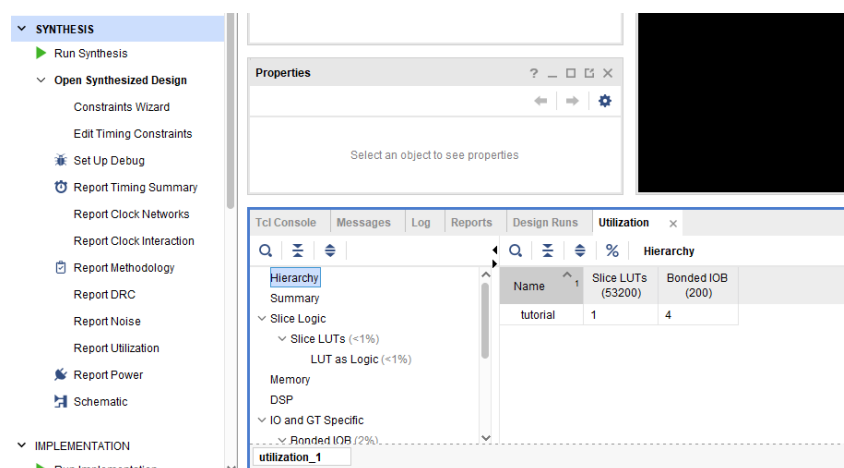 SYNTHESIS
Run Synthesis
Open Synthesized Design
Constraints Wizard
Edit Timing Constraints
Set Up Debug
Report Timing Summary
Report Clock Networks
Report Clock Interaction
Report Methodology
Report DRC
Report Noise
Report Utilization
Report Power
Schematic
IMPLEMENTATION
Run Implementation
Properties
Select an object to see properties
Tcl Console Messages Log Reports Design Runs Utilization
Hierarchy
Summary
Slice Logic
Slice LUTs (<1%)
LUT as Logic (<1%)
Memory
DSP
IO and GT Specific
Bonded IOB (2%)
% Hierarchy
Name 1 Slice LUTs (53200) Bonded IOB (200)
tutorial 1 4
utilization_1